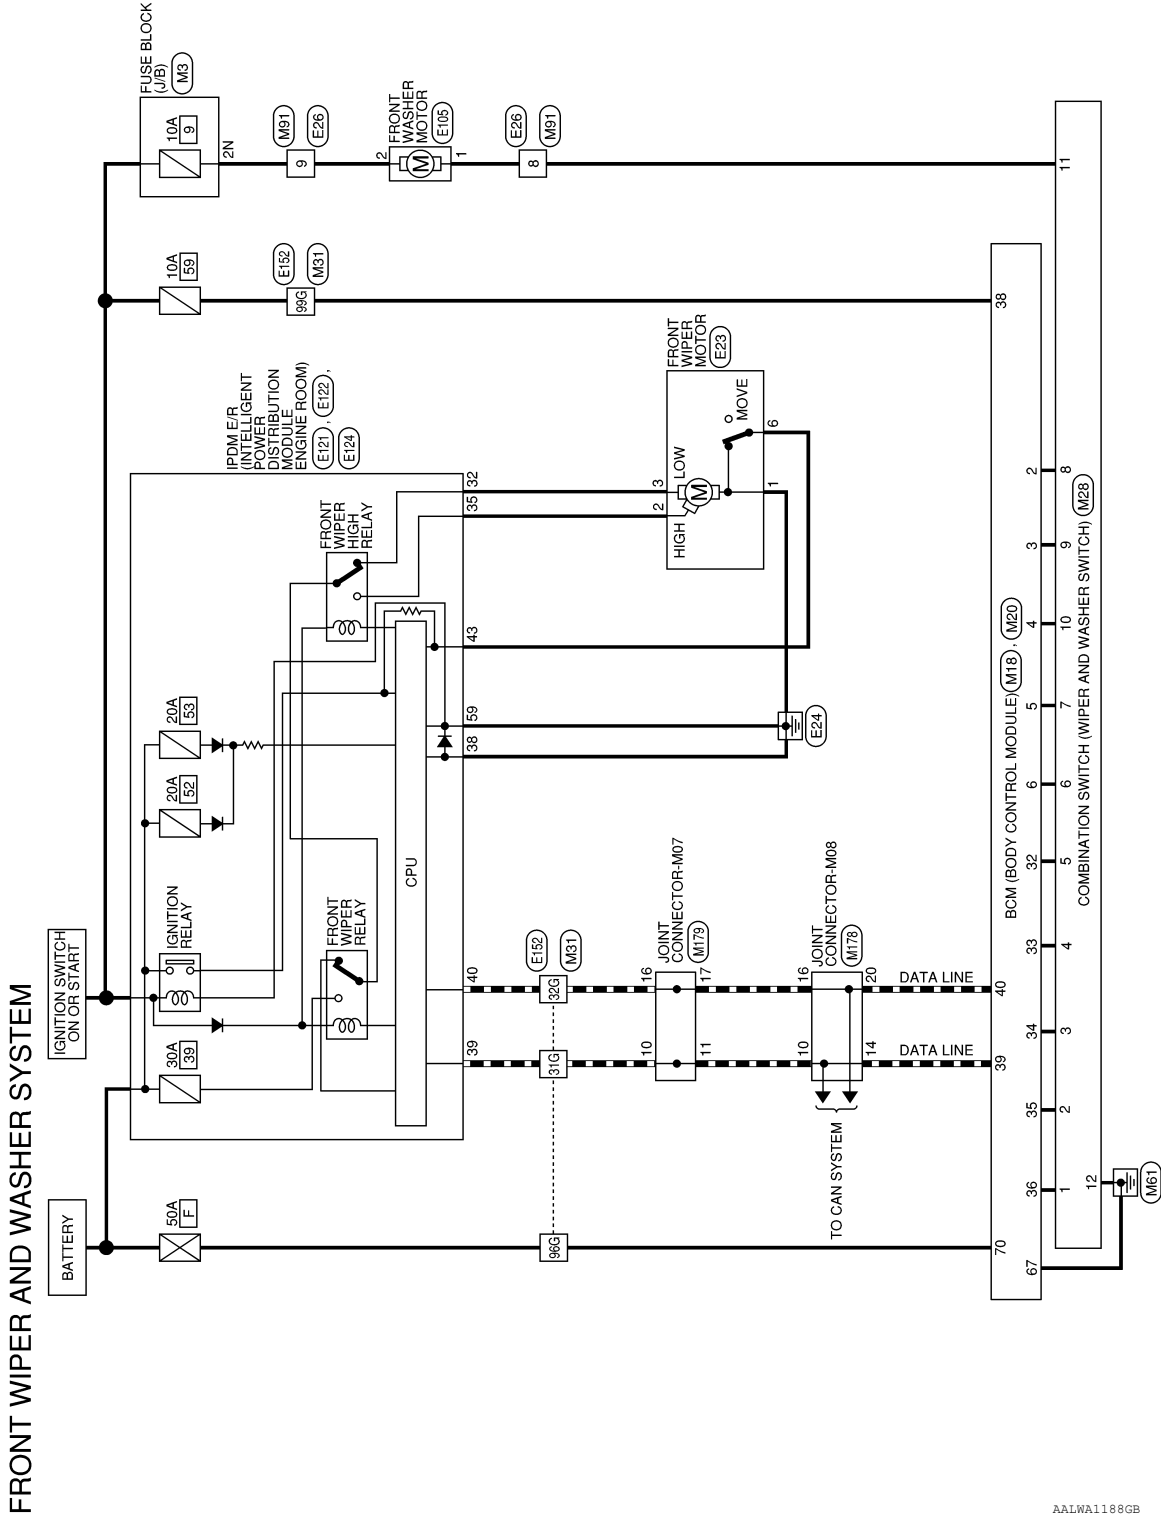 FRONT WIPER AND WASHER SYSTEM
BATTERY
IGNITION SWITCH
ON OR START
FUSE BLOCK
(J/B)
M3
50A
F
30A
39
IGNITION
RELAY
20A
52
20A
53
10A
59
10A
9
2N
IPDM E/R
(INTELLIGENT
POWER
DISTRIBUTION
MODULE
ENGINE ROOM)
E121 , E122 ,
E124
FRONT
WIPER
RELAY
FRONT
WIPER
HIGH
RELAY
CPU
E152
M31
99G
M91
E26
9
2
FRONT
WASHER
MOTOR
E105
M
1
E26
M91
8
39
40
38
59
43
35
32
96G
31G
32G
E152
M31
FRONT
WIPER
MOTOR
E23
2
3
HIGH
LOW
M
MOVE
1
6
E24
JOINT
CONNECTOR-M07
M179
10
16
11
17
JOINT
CONNECTOR-M08
M178
10
16
14
20
TO CAN SYSTEM
DATA LINE
DATA LINE
70
39
40
38
11
BCM (BODY CONTROL MODULE) M18 , M20
67
36
35
34
33
32
6
5
4
3
2
1
2
3
4
5
6
7
10
9
8
COMBINATION SWITCH (WIPER AND WASHER SWITCH) M28
12
M61
AALWA1188GB